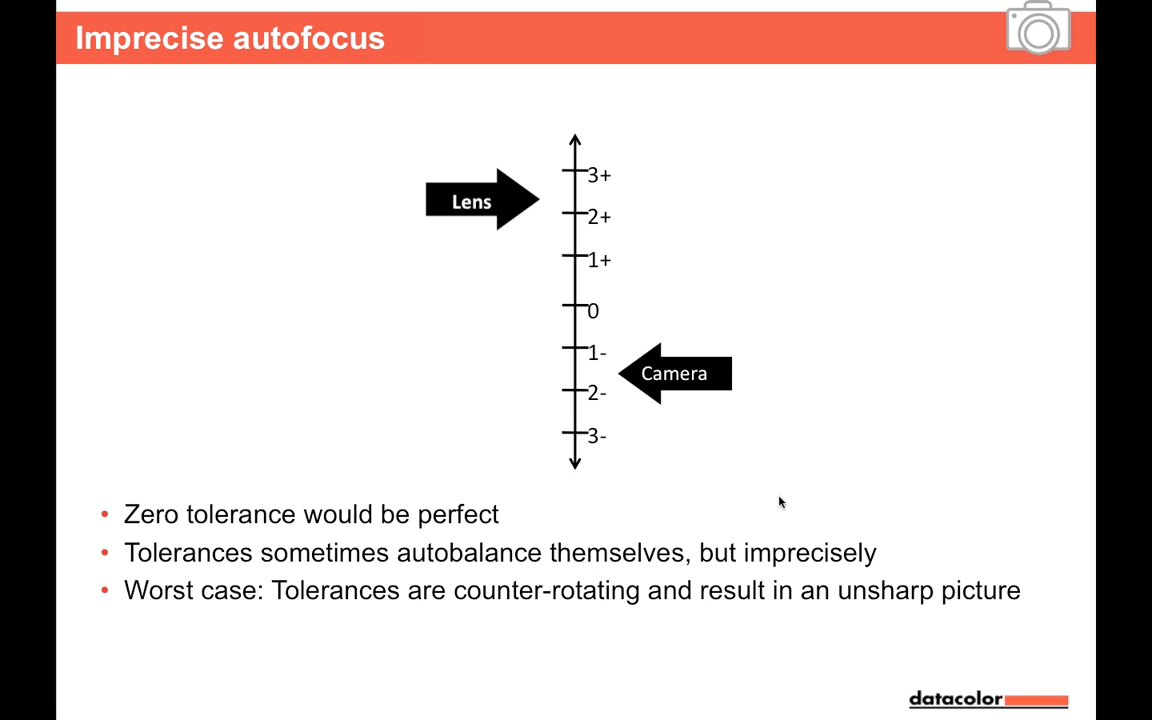 Imprecise autofocus
3+
Lens
2+
1+
0
1-
Camera
2-
3-
• Zero tolerance would be perfect
• Tolerances sometimes autobalance themselves, but imprecisely
• Worst case: Tolerances are counter-rotating and result in an unsharp picture
datacolor